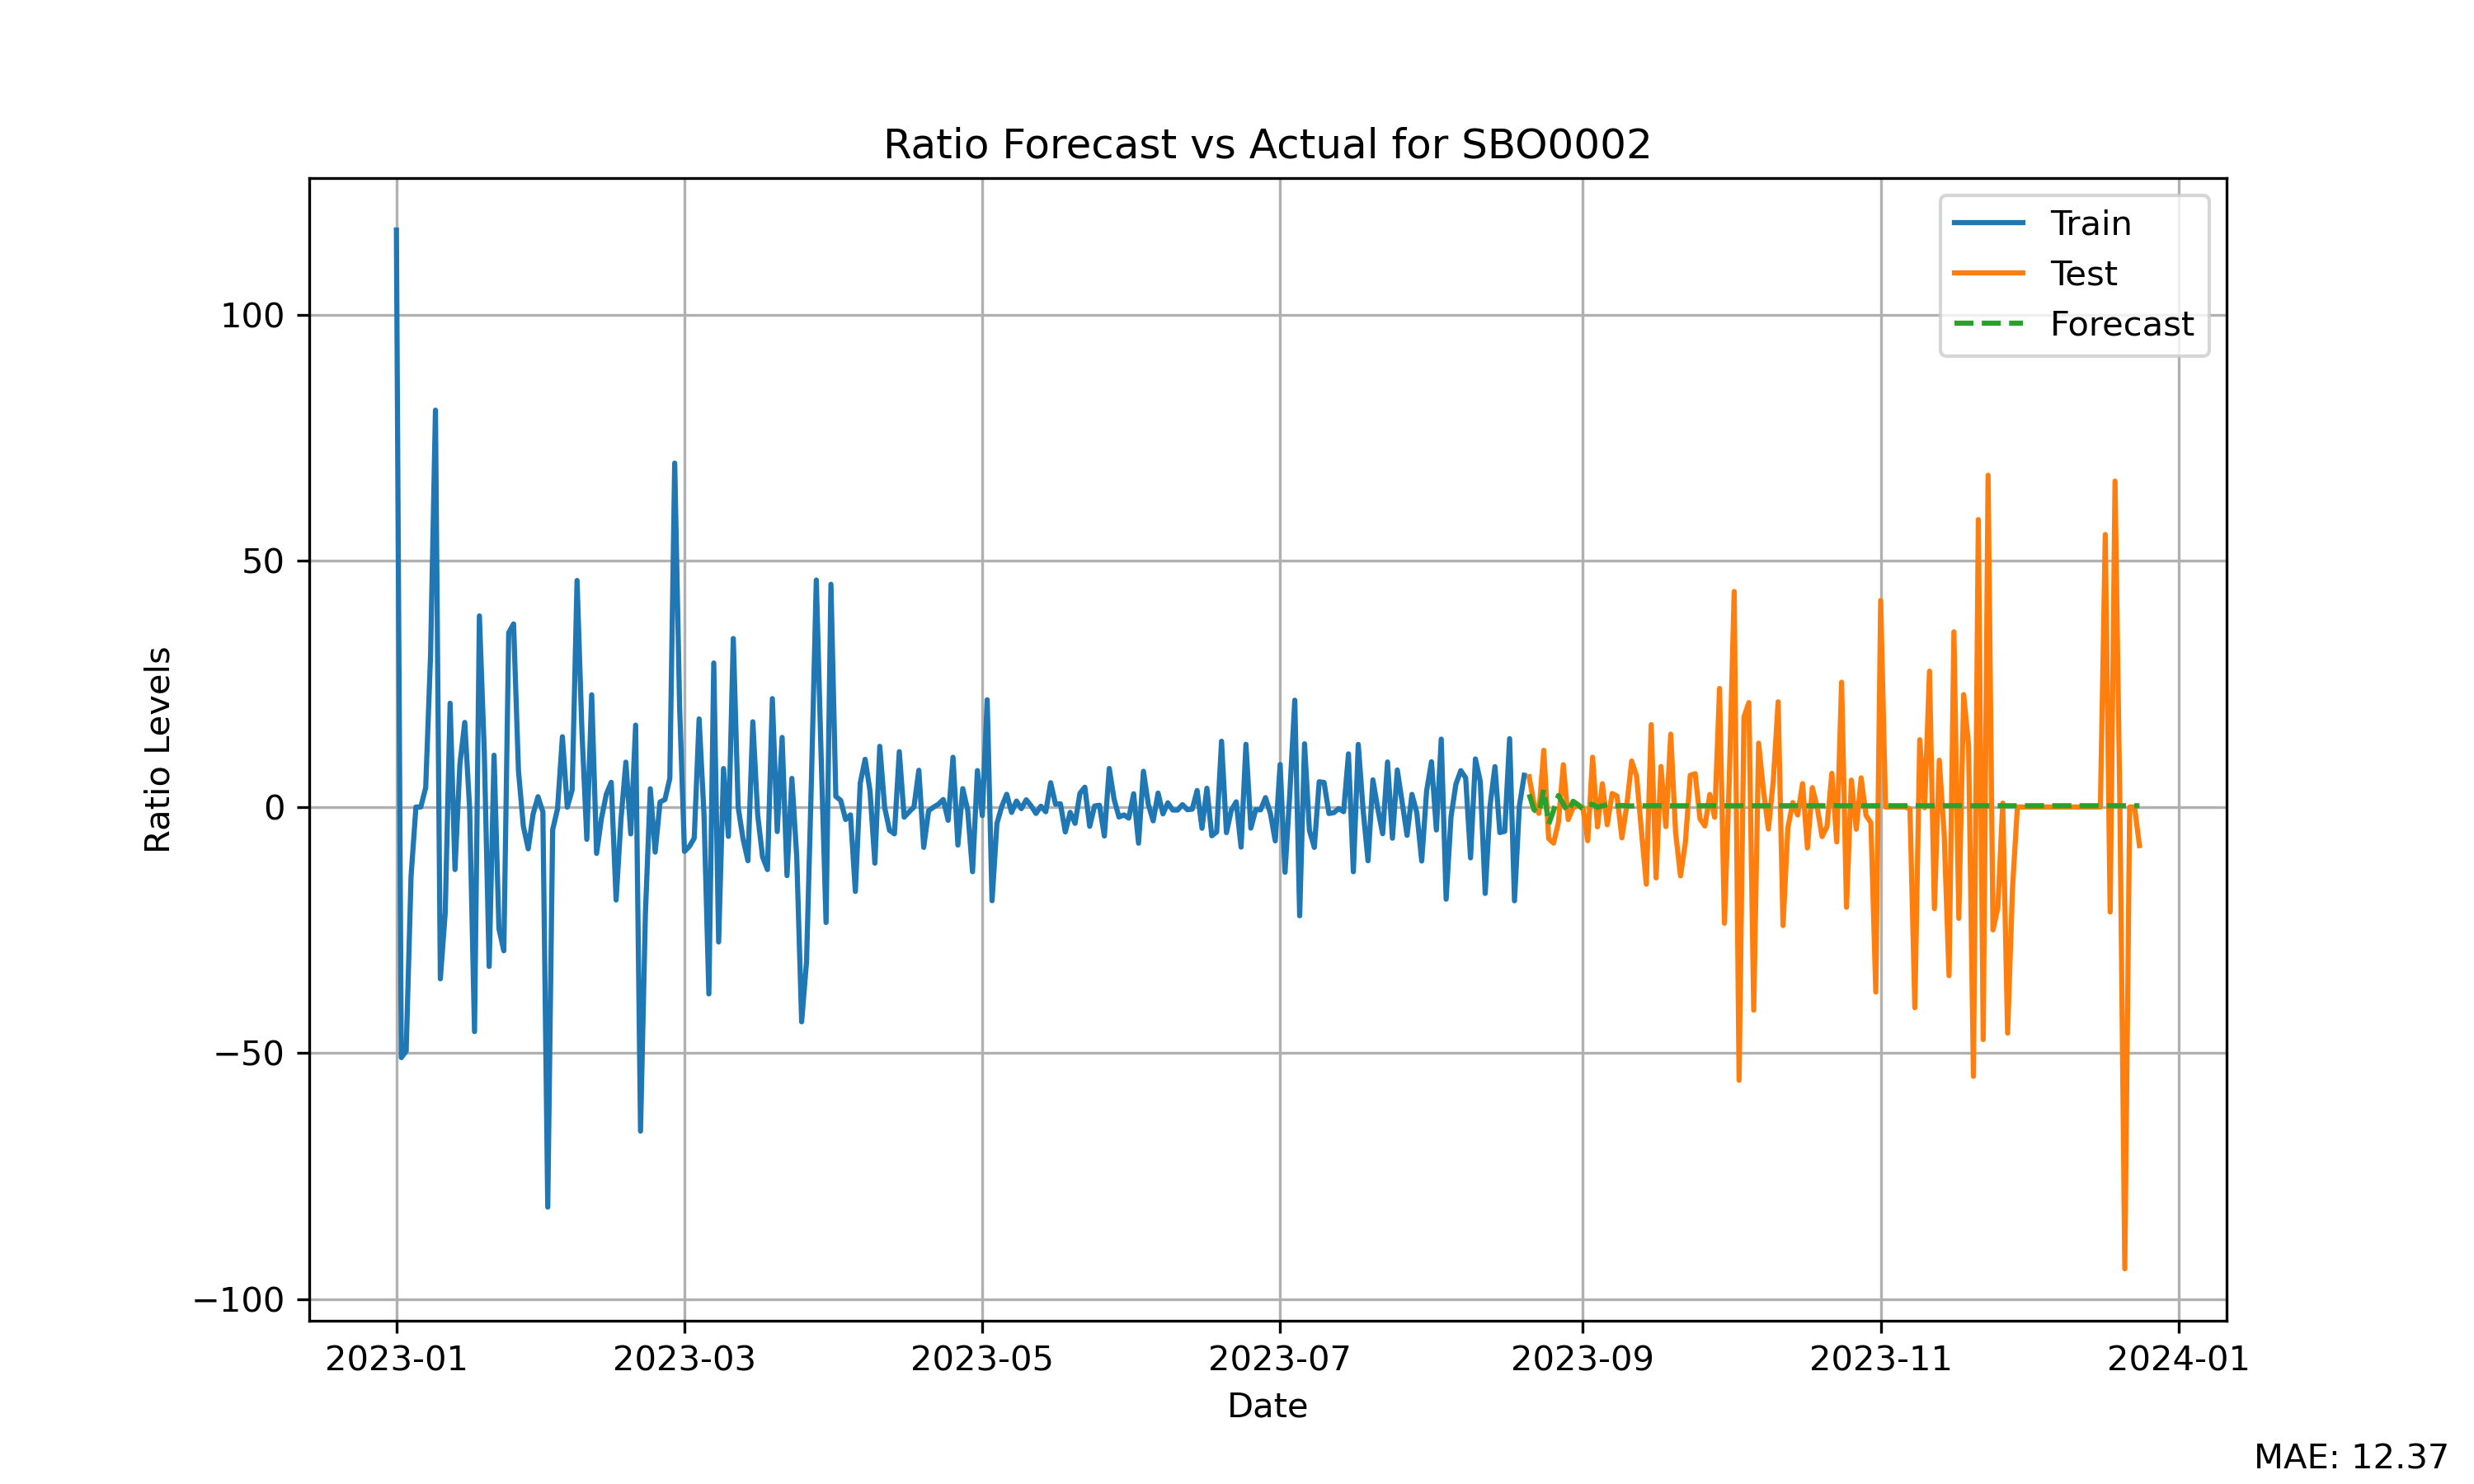 Ratio Forecast vs Actual for SBO0002
Train
Test
Forecast
Ratio Levels
100
50
0
−50
−100
2023-01
2023-03
2023-05
2023-07
2023-09
2023-11
2024-01
Date
MAE: 12.37